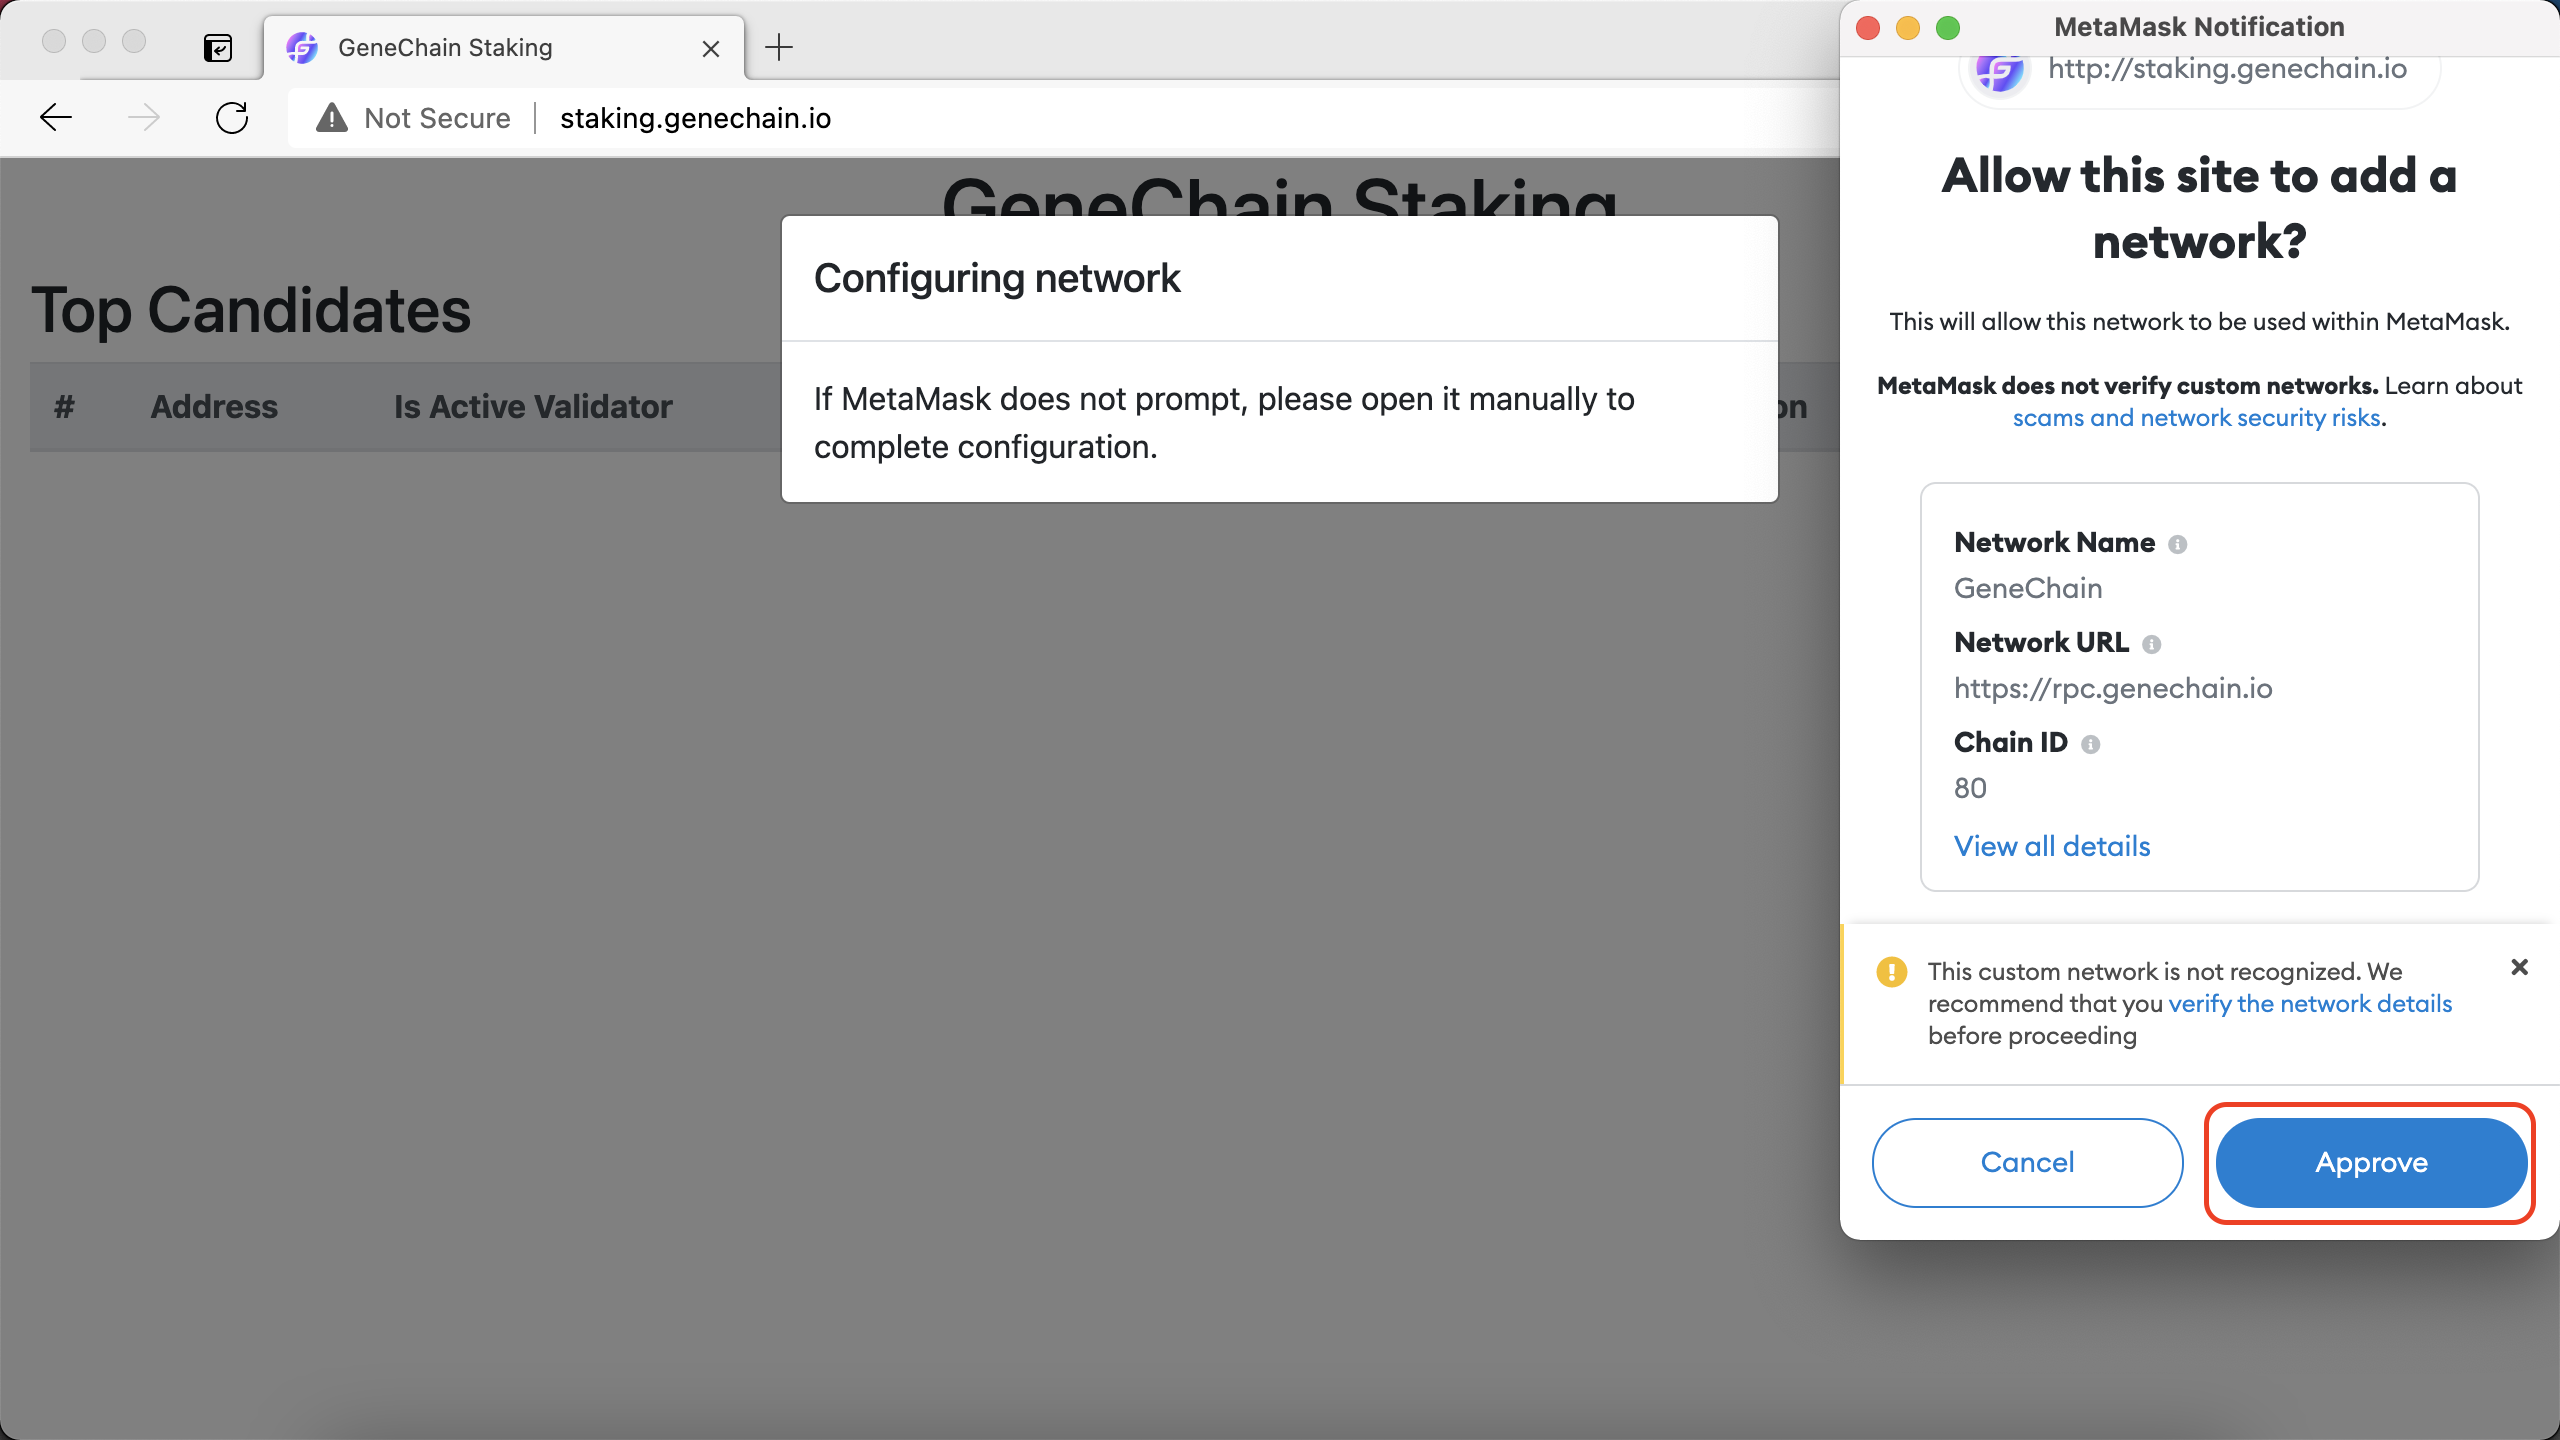 GeneChain Staking
Not Secure
staking.genechain.io
GeneChain Staking
Top Candidates
# Address Is Active Validator on
Configuring network
If MetaMask does not prompt, please open it manually to
complete configuration.
MetaMask Notification
http://staking.genechain.io
Allow this site to add a
network?
This will allow this network to be used within MetaMask.
MetaMask does not verify custom networks. Learn about
scams and network security risks.
Network Name
GeneChain
Network URL
https://rpc.genechain.io
Chain ID
80
View all details
This custom network is not recognized. We
recommend that you verify the network details
before proceeding
Cancel
Approve